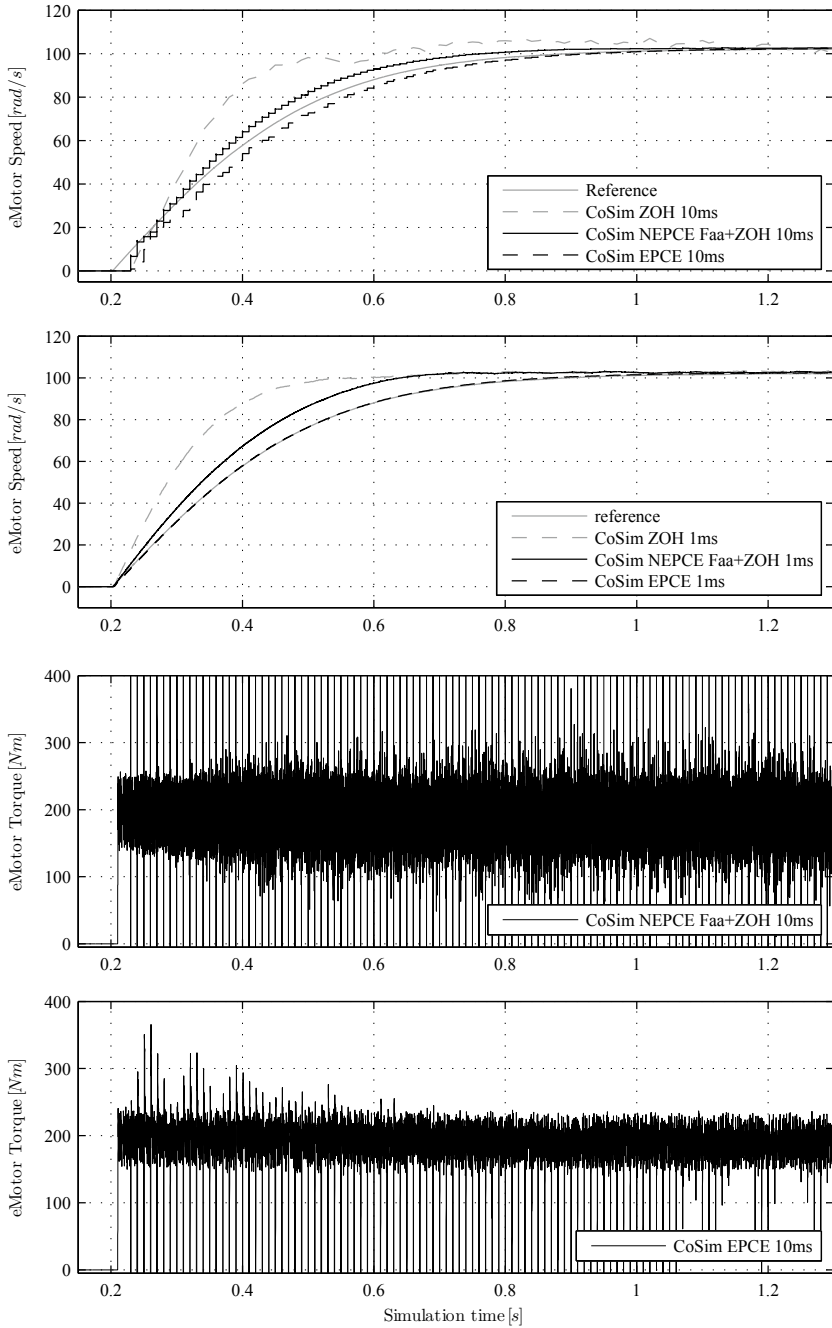 120
100
80
60
40
20
0
eMotor Speed [rad/s]
Reference
CoSim ZOH 10ms
CoSim NEPCE Faa+ZOH 10ms
CoSim EPCE 10ms
0.2 0.4 0.6 0.8 1 1.2
120
100
80
60
40
20
0
eMotor Speed [rad/s]
reference
CoSim ZOH 1ms
CoSim NEPCE Faa+ZOH 1ms
CoSim EPCE 1ms
0.2 0.4 0.6 0.8 1 1.2
400
300
200
100
0
eMotor Torque [Nm]
CoSim NEPCE Faa+ZOH 10ms
0.2 0.4 0.6 0.8 1 1.2
400
300
200
100
0
eMotor Torque [Nm]
CoSim EPCE 10ms
0.2 0.4 0.6 0.8 1 1.2
Simulation time [s]